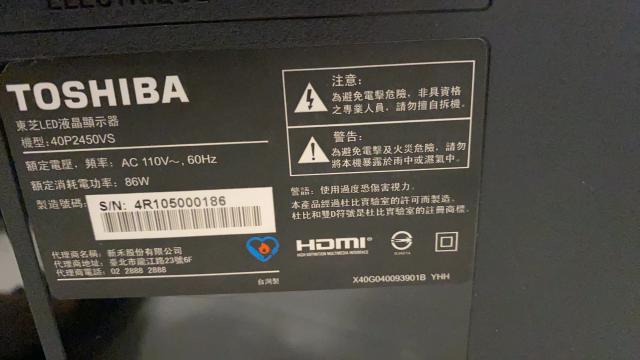 TOSHIBA
東芝LED液晶顯示器
機型:40P2450VS
額定電壓,頻率: AC 110V~, 60Hz
額定消耗電功率: 86W
製造號碼:
S/N: 4R105000186
代理商名稱: 新禾股份有限公司
代理商地址: 臺北市龍江路23號6F
代理商電話: 02 2888 2888
注意:
為避免電擊危險，非具資格
之專業人員，請勿擅自拆機。
警告:
為避免電擊及火災危險，請勿
將本機暴露於雨中或濕氣中。
警語: 使用過度恐傷害視力。
本產品經過杜比實驗室的許可而製造。
杜比和雙D符號是杜比實驗室的註冊商標。
HDMI
HIGH-DEFINITION MULTIMEDIA INTERFACE
台灣製
X40G040093901B YHH